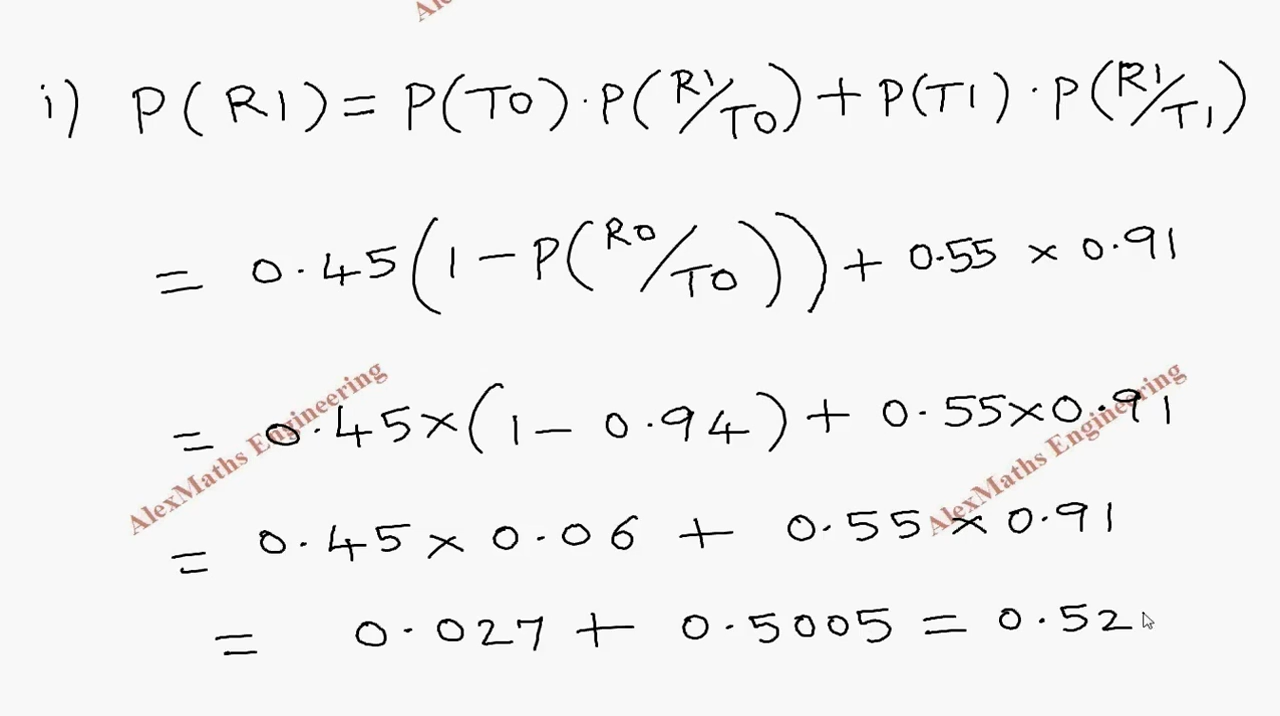 i) P(R1) = P(T0) · P(R1/T0) + P(T1) · P(R1/T1)
= 0.45(1 - P(R0/T0)) + 0.55 × 0.91
= 0.45 × (1 - 0.94) + 0.55 × 0.91
AlexMaths Engineering
AlexMaths Engineering
= 0.45 × 0.06 + 0.55 × 0.91
= 0.027 + 0.5005 = 0.52